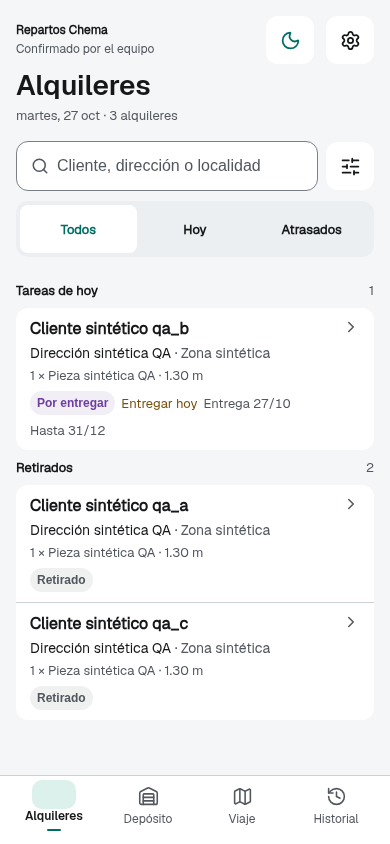 Repartos Chema
Confirmado por el equipo
Alquileres
martes, 27 oct · 3 alquileres
Cliente, dirección o localidad
Todos
Hoy
Atrasados
Tareas de hoy
1
Cliente sintético qa_b
Dirección sintética QA · Zona sintética
1 × Pieza sintética QA · 1.30 m
Por entregar Entregar hoy Entrega 27/10
Hasta 31/12
Retirados
2
Cliente sintético qa_a
Dirección sintética QA · Zona sintética
1 × Pieza sintética QA · 1.30 m
Retirado
Cliente sintético qa_c
Dirección sintética QA · Zona sintética
1 × Pieza sintética QA · 1.30 m
Retirado
Alquileres
Depósito
Viaje
Historial